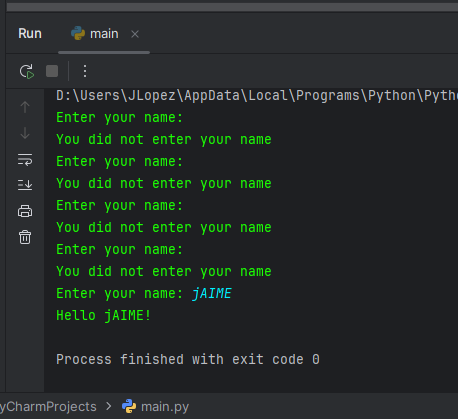 Run
main
D:\Users\JLopez\AppData\Local\Programs\Python\Pytho
Enter your name:
You did not enter your name
Enter your name:
You did not enter your name
Enter your name:
You did not enter your name
Enter your name:
You did not enter your name
Enter your name: jAIME
Hello jAIME!
Process finished with exit code 0
yCharmProjects > main.py